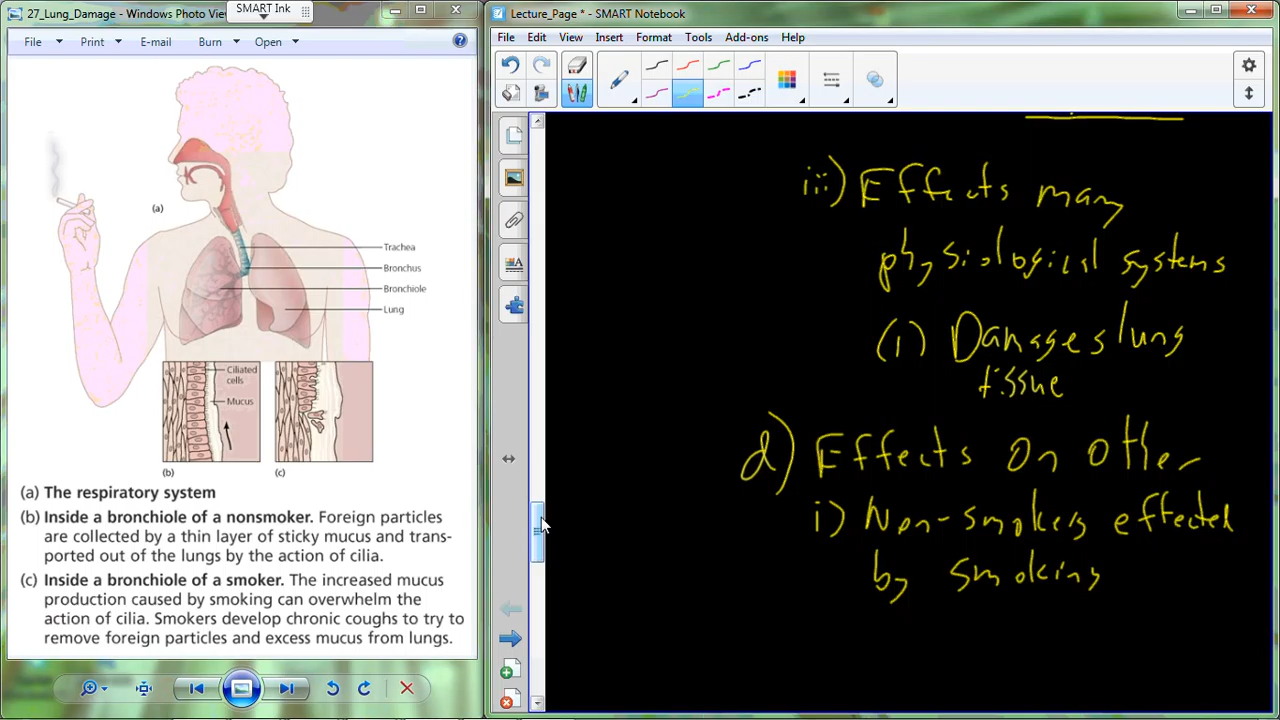 27_Lung_Damage - Windows Photo View
SMART Ink
File Print E-mail Burn Open
(a)
Trachea
Bronchus
Bronchiole
Lung
Ciliated
cells
Mucus
(b) (c)
(a) The respiratory system
(b) Inside a bronchiole of a nonsmoker. Foreign particles
are collected by a thin layer of sticky mucus and trans-
ported out of the lungs by the action of cilia.
(c) Inside a bronchiole of a smoker. The increased mucus
production caused by smoking can overwhelm the
action of cilia. Smokers develop chronic coughs to try to
remove foreign particles and excess mucus from lungs.
Lecture_Page * - SMART Notebook
File Edit View Insert Format Tools Add-ons Help
iii) Effects many
physiological systems
(1) Damages lung
tissue
d) Effects on other
i) Non-smokers effected
by smoking